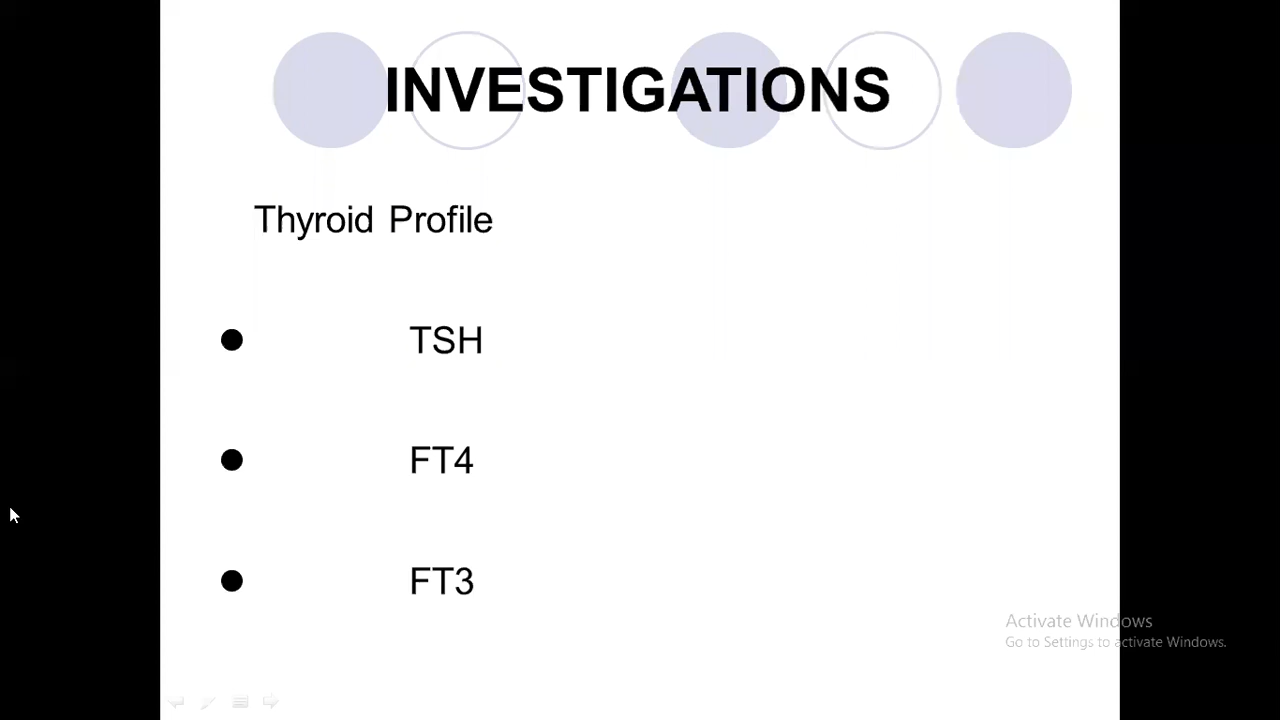 INVESTIGATIONS
Thyroid Profile
● TSH
● FT4
● FT3
Activate Windows
Go to Settings to activate Windows.